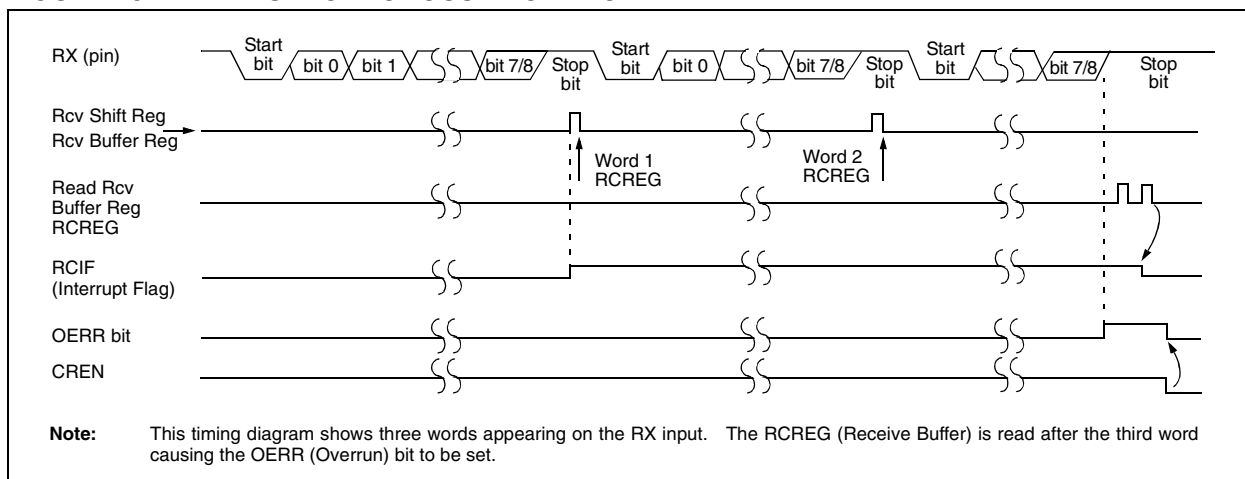 RX (pin)
Start
bit
bit 0
bit 1
bit 7/8
Stop
bit
Start
bit
bit 0
bit 7/8
Stop
bit
Start
bit
bit 7/8
Stop
bit
Rcv Shift Reg
Rcv Buffer Reg
Word 1
RCREG
Word 2
RCREG
Read Rcv
Buffer Reg
RCREG
RCIF
(Interrupt Flag)
OERR bit
CREN
Note: This timing diagram shows three words appearing on the RX input. The RCREG (Receive Buffer) is read after the third word
causing the OERR (Overrun) bit to be set.